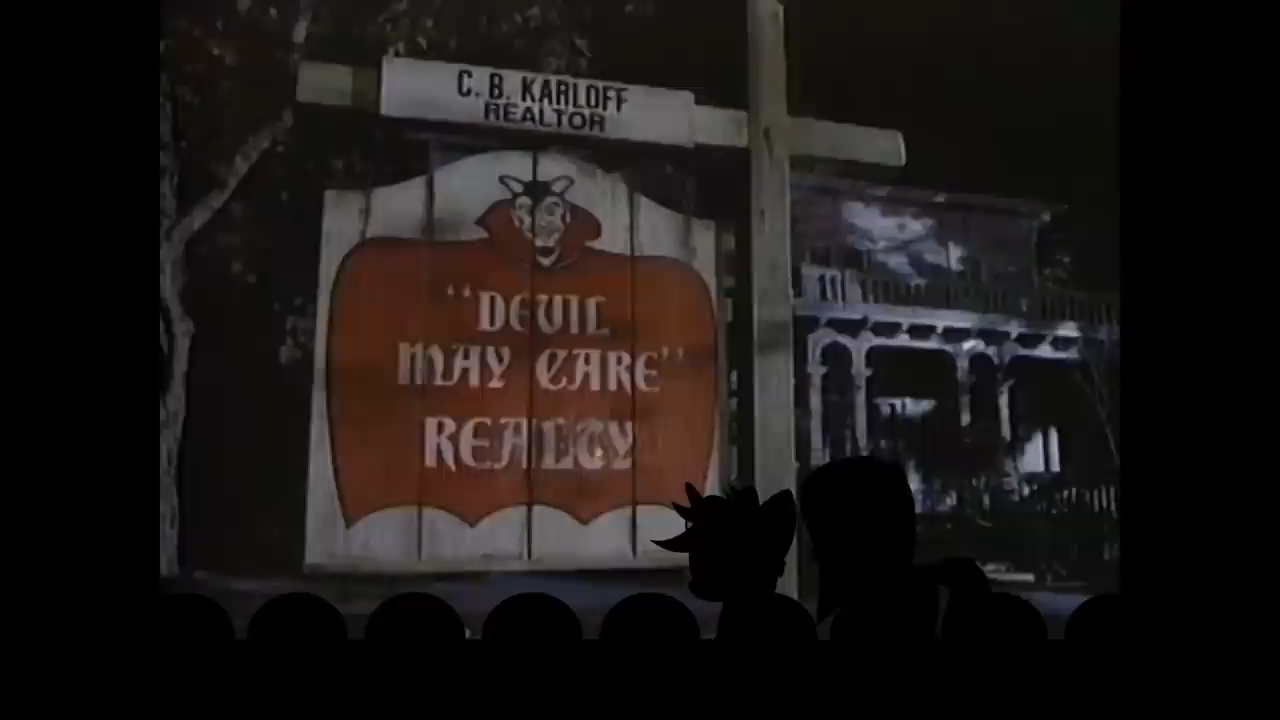 C. B. KARLOFF
REALTOR
“DEVIL
MAY CARE”
REALTY